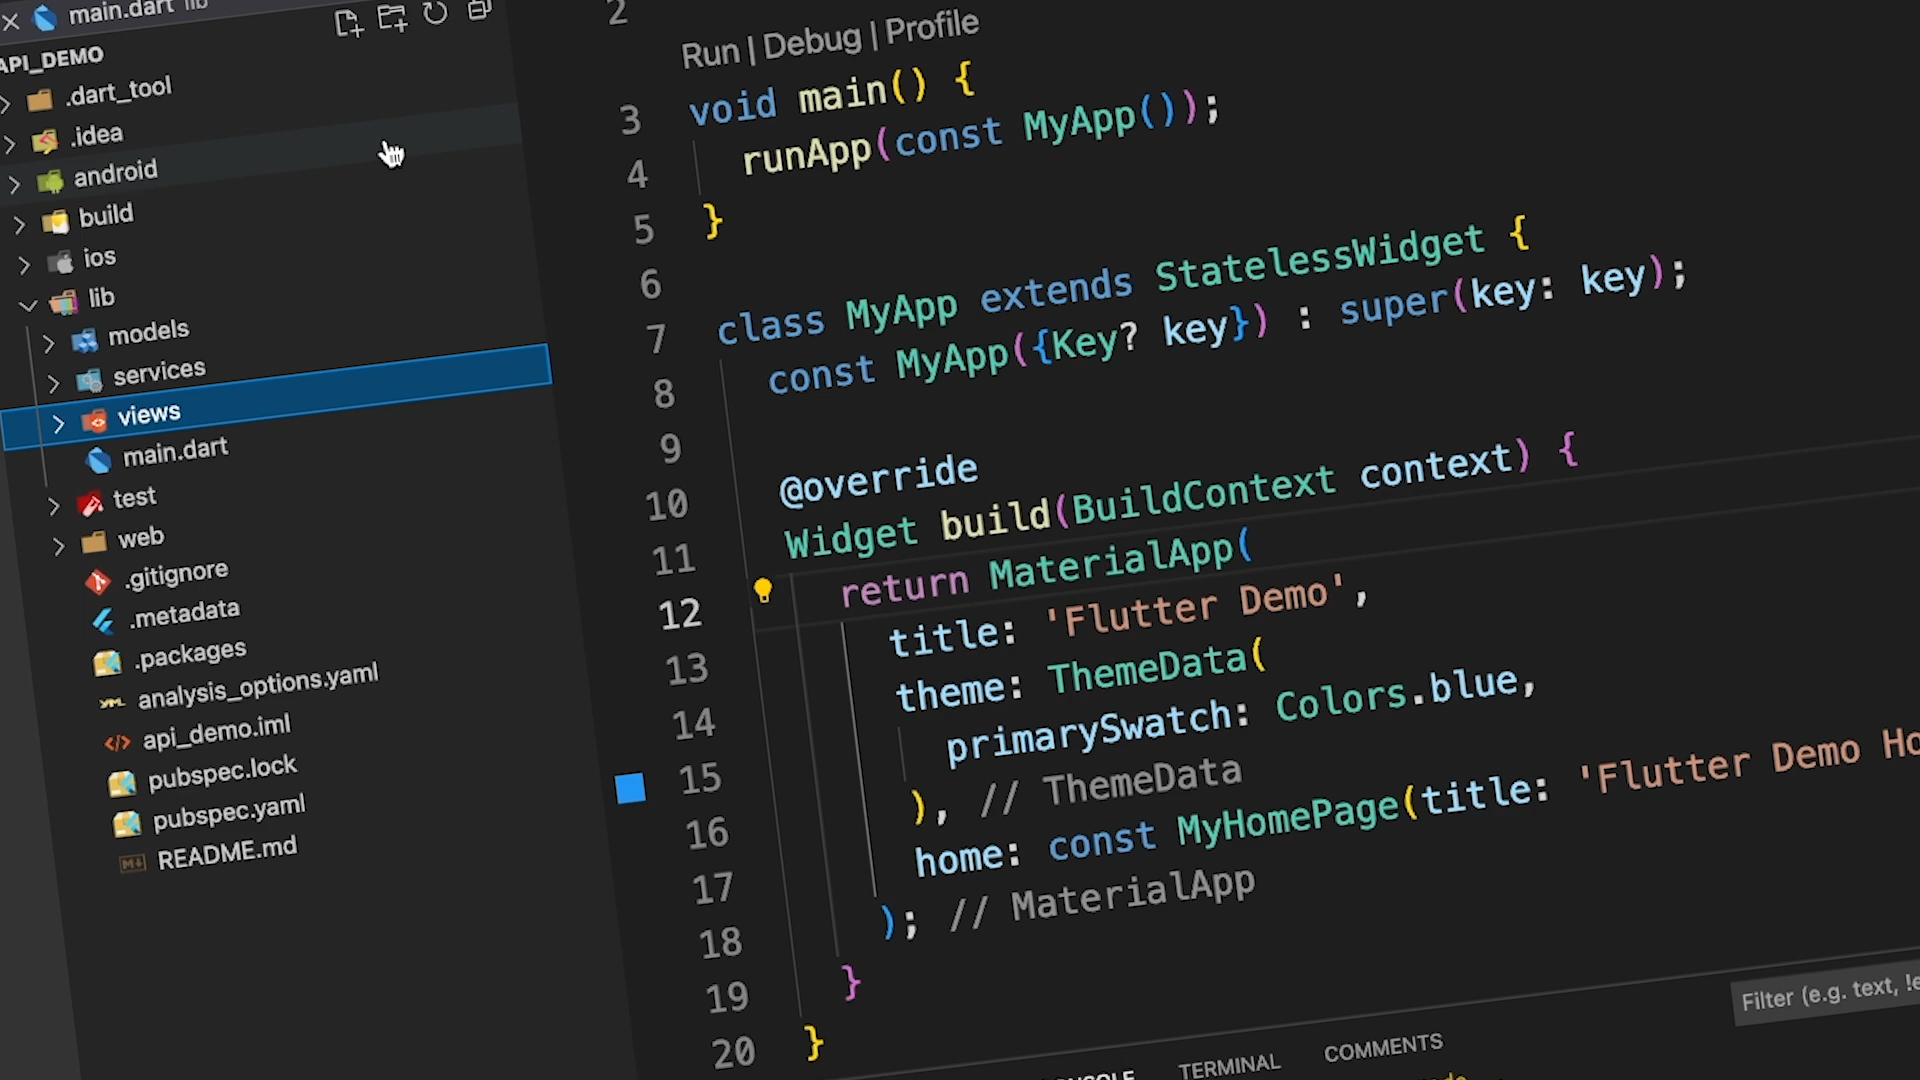 main.dart lib
API_DEMO
.dart_tool
.idea
android
build
ios
lib
models
services
views
main.dart
test
web
.gitignore
.metadata
.packages
analysis_options.yaml
api_demo.iml
pubspec.lock
pubspec.yaml
README.md
2
Run | Debug | Profile
3 void main() {
4 runApp(const MyApp());
5 }
6
7 class MyApp extends StatelessWidget {
8 const MyApp({Key? key}) : super(key: key);
9
10 @override
11 Widget build(BuildContext context) {
12 return MaterialApp(
13 title: 'Flutter Demo',
14 theme: ThemeData(
15 primarySwatch: Colors.blue,
16 ), // ThemeData
17 home: const MyHomePage(title: 'Flutter Demo Ho
18 ); // MaterialApp
19 }
20 }
Filter (e.g. text, !e
TERMINAL
COMMENTS